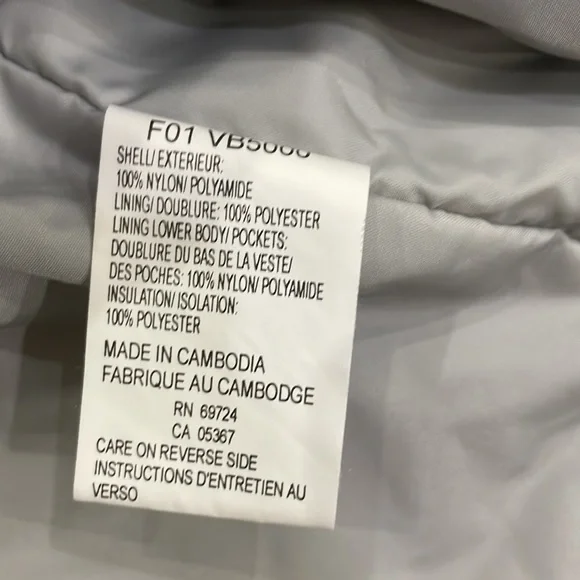 F01 VB5000
SHELL/ EXTERIEUR:
100% NYLON/ POLYAMIDE
LINING/ DOUBLURE: 100% POLYESTER
LINING LOWER BODY/ POCKETS:
DOUBLURE DU BAS DE LA VESTE/
DES POCHES: 100% NYLON/ POLYAMIDE
INSULATION/ ISOLATION:
100% POLYESTER
MADE IN CAMBODIA
FABRIQUE AU CAMBODGE
RN 69724
CA 05367
CARE ON REVERSE SIDE
INSTRUCTIONS D'ENTRETIEN AU
VERSO